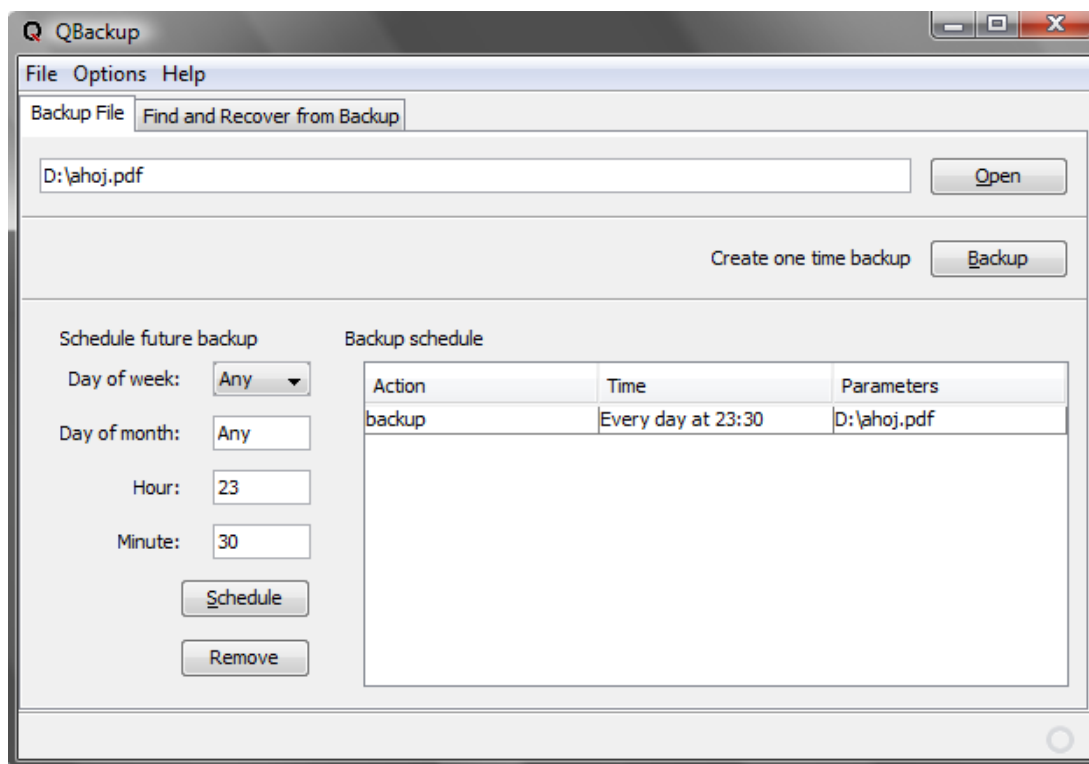 QBackup
File Options Help
Backup File Find and Recover from Backup
D:\ahoj.pdf Open
Create one time backup Backup
Schedule future backup Backup schedule
Day of week: Any
Action Time Parameters
backup Every day at 23:30 D:\ahoj.pdf
Day of month: Any
Hour: 23
Minute: 30
Schedule
Remove